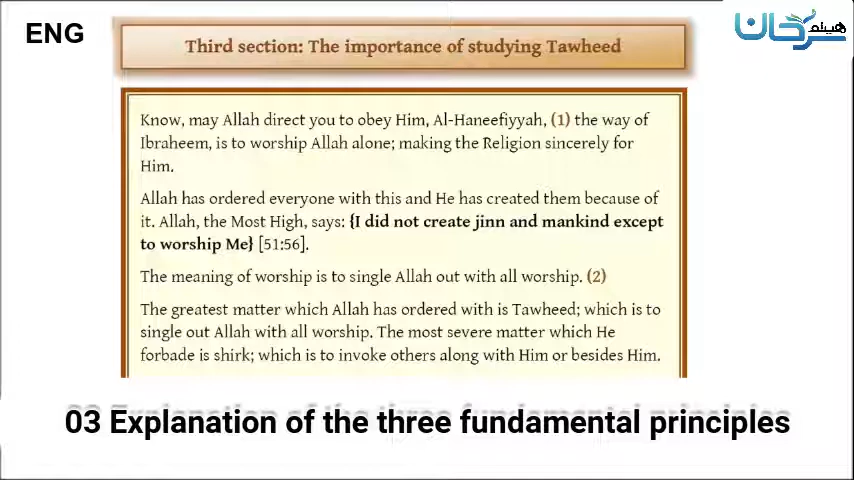 ENG
هيثم
سرحان
Third section: The importance of studying Tawheed
Know, may Allah direct you to obey Him, Al-Haneefiyyah, (1) the way of
Ibraheem, is to worship Allah alone; making the Religion sincerely for
Him.
Allah has ordered everyone with this and He has created them because of
it. Allah, the Most High, says: {I did not create jinn and mankind except
to worship Me} [51:56].
The meaning of worship is to single Allah out with all worship. (2)
The greatest matter which Allah has ordered with is Tawheed; which is to
single out Allah with all worship. The most severe matter which He
forbade is shirk; which is to invoke others along with Him or besides Him.
03 Explanation of the three fundamental principles